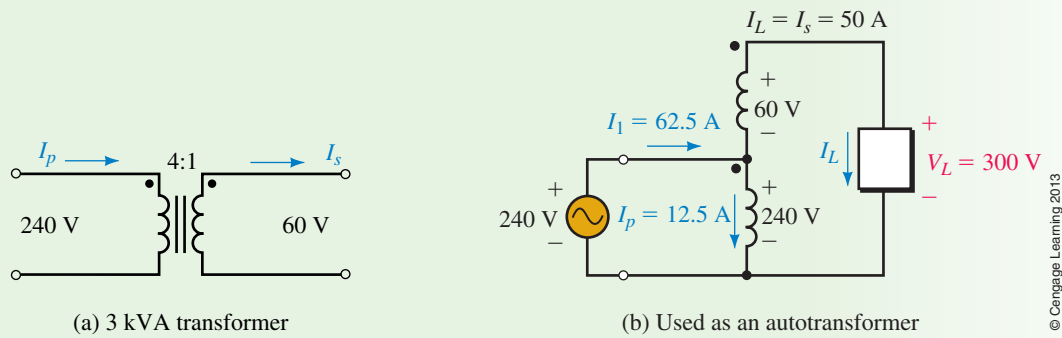 I_p
4:1
I_s
240 V
60 V
(a) 3 kVA transformer
I_L = I_s = 50 A
+
60 V
−
I_1 = 62.5 A
+
240 V
−
I_p = 12.5 A
+
240 V
−
I_L
+
V_L = 300 V
−
(b) Used as an autotransformer
© Cengage Learning 2013